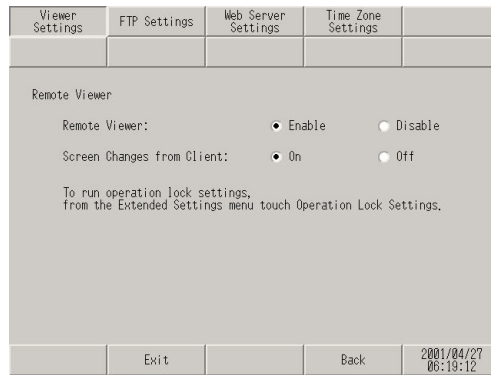 Viewer Settings
FTP Settings
Web Server Settings
Time Zone Settings
Remote Viewer
Remote Viewer: Enable Disable
Screen Changes from Client: On Off
To run operation lock settings,
from the Extended Settings menu touch Operation Lock Settings.
Exit
Back
2001/04/27
06:19:12